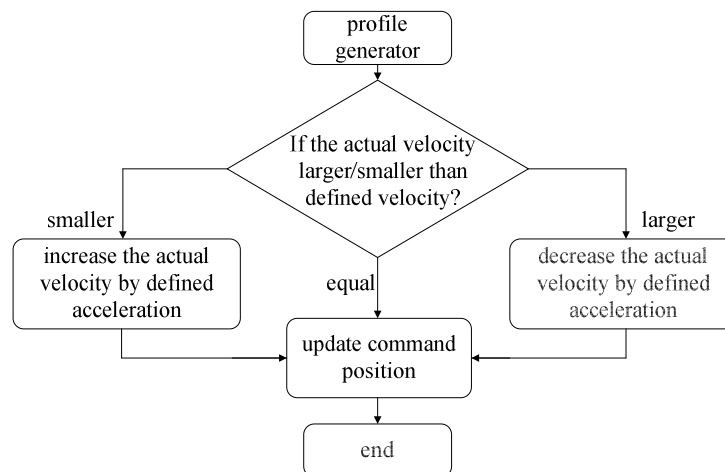 profile
generator
If the actual velocity
larger/smaller than
defined velocity?
smaller
larger
increase the actual
velocity by defined
acceleration
decrease the actual
velocity by defined
acceleration
equal
update command
position
end